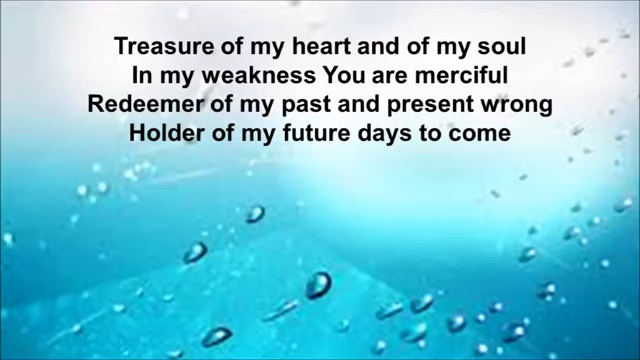 Treasure of my heart and of my soul
In my weakness You are merciful
Redeemer of my past and present wrong
Holder of my future days to come